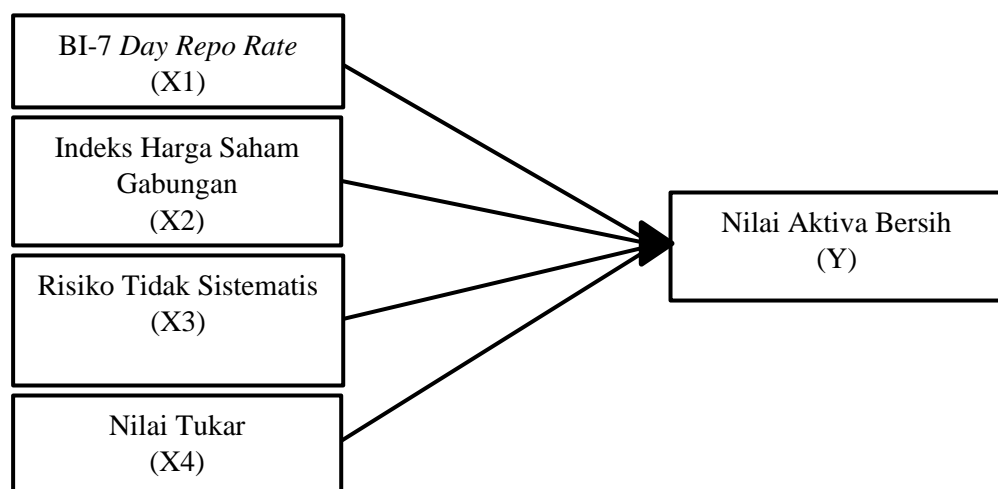 BI-7 Day Repo Rate
(X1)
Indeks Harga Saham
Gabungan
(X2)
Risiko Tidak Sistematis
(X3)
Nilai Tukar
(X4)
Nilai Aktiva Bersih
(Y)